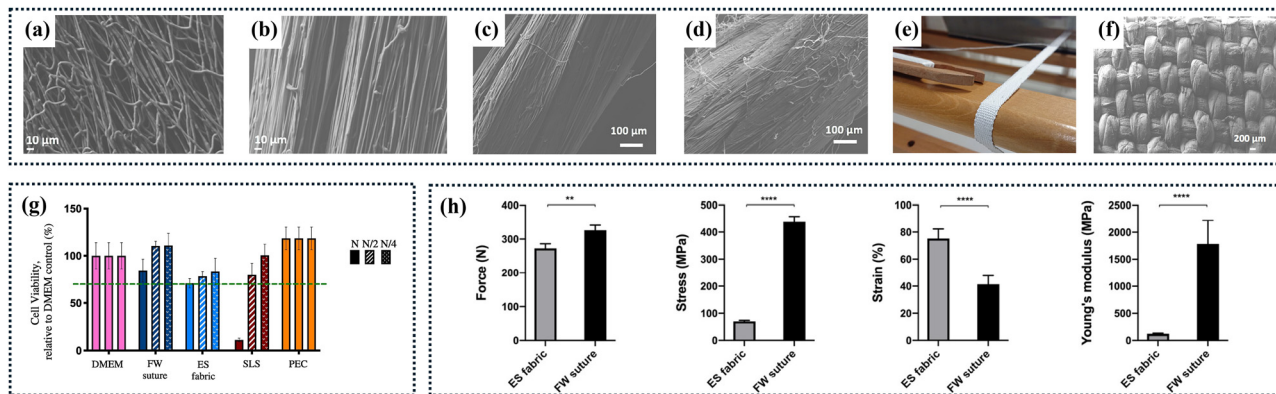 (a)
10 µm
(b)
10 µm
(c)
100 µm
(d)
100 µm
(e)
(f)
200 µm
(g)
Cell Viability,
relative to DMEM control (%)
150
100
50
0
DMEM
FW
suture
ES
fabric
SLS
PEC
N N/2 N/4
(h)
Force (N)
400
300
200
100
0
**
ES fabric
FW suture
Stress (MPa)
500
400
300
200
100
0
****
ES fabric
FW suture
Strain (%)
100
80
60
40
20
0
****
ES fabric
FW suture
Young's modulus (MPa)
2500
2000
1500
1000
500
0
****
ES fabric
FW suture